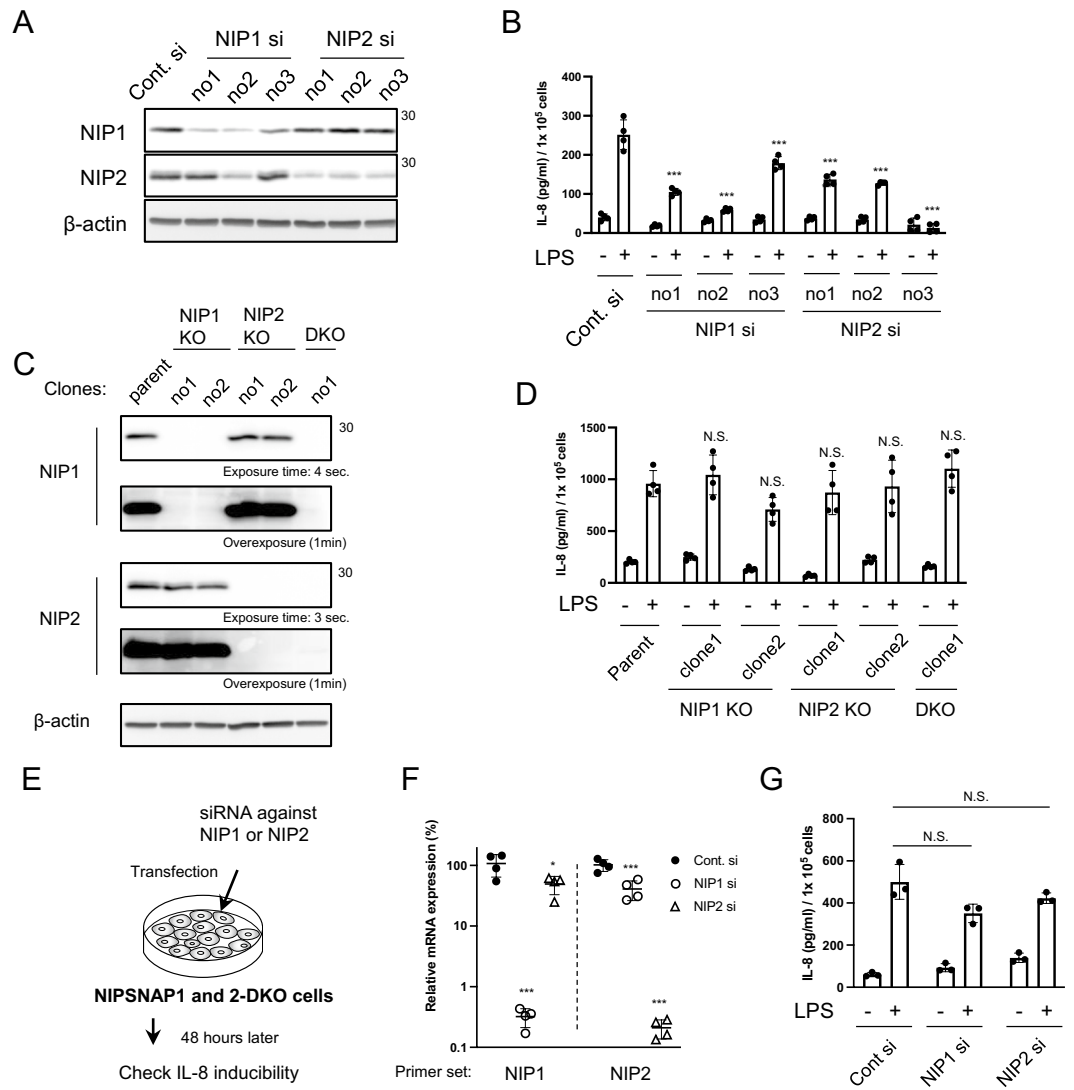 A
Cont. si
NIP1 si
NIP2 si
no1 no2 no3 no1 no2 no3
NIP1
30
NIP2
30
β-actin
B
IL-8 (pg/ml) / 1x 10⁵ cells
400
300
200
100
0
***
***
***
***
***
***
LPS
- + - + - + - + - + - + - +
Cont. si
no1 no2 no3 no1 no2 no3
NIP1 si
NIP2 si
C
NIP1 KO
NIP2 KO
DKO
Clones:
parent no1 no2 no1 no2 no1
NIP1
30
Exposure time: 4 sec.
Overexposure (1min)
NIP2
30
Exposure time: 3 sec.
Overexposure (1min)
β-actin
D
IL-8 (pg/ml) / 1x 10⁵ cells
1500
1000
500
0
N.S.
N.S.
N.S.
N.S.
N.S.
LPS
- + - + - + - + - + - +
Parent clone1 clone2 clone1 clone2 clone1
NIP1 KO
NIP2 KO
DKO
E
siRNA against
NIP1 or NIP2
Transfection
NIPSNAP1 and 2-DKO cells
48 hours later
Check IL-8 inducibility
F
Relative mRNA expression (%)
100
10
1
0.1
***
*
***
***
Cont. si
NIP1 si
NIP2 si
Primer set:
NIP1
NIP2
G
IL-8 (pg/ml) / 1x 10⁵ cells
800
600
400
200
0
N.S.
N.S.
LPS
- + - + - +
Cont si
NIP1 si
NIP2 si